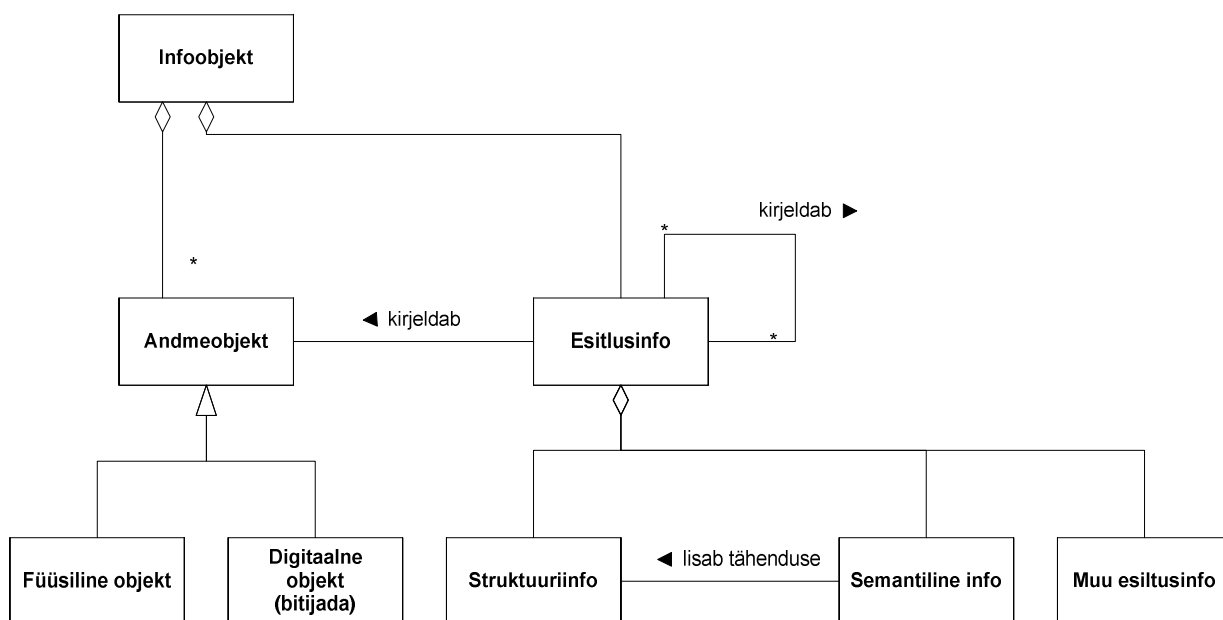 Infoobjekt
kirjeldab ►
*
*
*
Andmeobjekt
◄ kirjeldab
Esitlusinfo
Füüsiline objekt
Digitaalne
objekt
(bitijada)
Struktuuriinfo
◄ lisab tähenduse
Semantiline info
Muu esiltusinfo